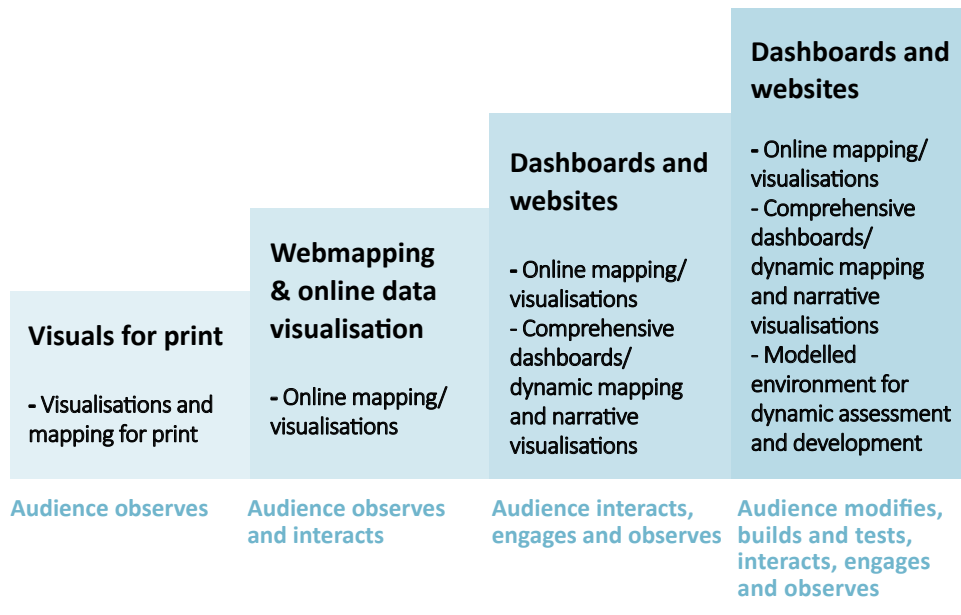 Visuals for print
- Visualisations and
mapping for print
Audience observes
Webmapping
& online data
visualisation
- Online mapping/
visualisations
Audience observes
and interacts
Dashboards and
websites
- Online mapping/
visualisations
- Comprehensive
dashboards/
dynamic mapping
and narrative
visualisations
Audience interacts,
engages and observes
Dashboards and
websites
- Online mapping/
visualisations
- Comprehensive
dashboards/
dynamic mapping
and narrative
visualisations
- Modelled
environment for
dynamic assessment
and development
Audience modifies,
builds and tests,
interacts, engages
and observes